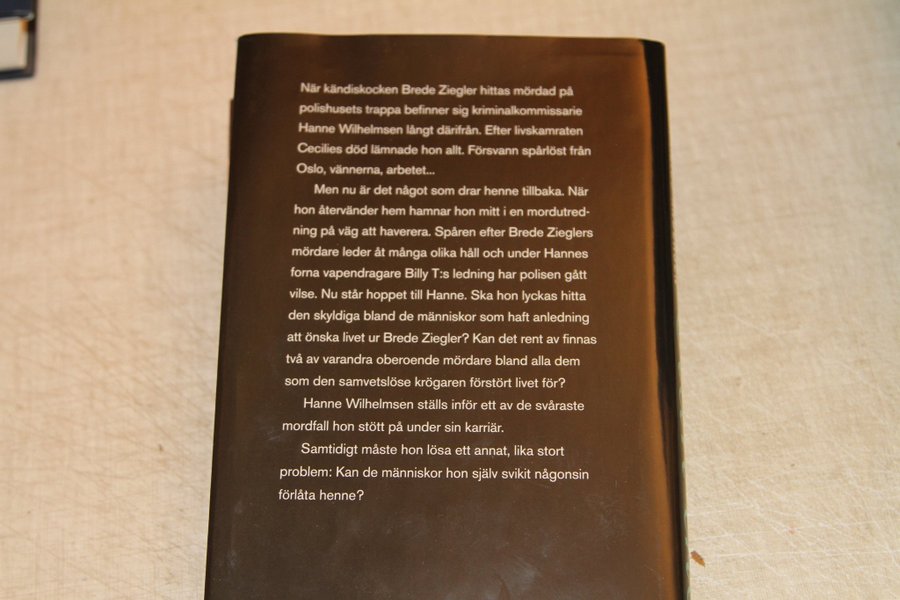 När kändiskocken Brede Ziegler hittas mördad på
polishusets trappa befinner sig kriminalkommissarie
Hanne Wilhelmsen långt därifrån. Efter livskamraten
Cecilies död lämnade hon allt. Försvann spårlöst från
Oslo, vännerna, arbetet...
Men nu är det något som drar henne tillbaka. När
hon återvänder hem hamnar hon mitt i en mordutred-
ning på väg att haverera. Spåren efter Brede Zieglers
mördare leder åt många olika håll och under Hannes
forna vapendragare Billy T:s ledning har polisen gått
vilse. Nu står hoppet till Hanne. Ska hon lyckas hitta
den skyldiga bland de människor som haft anledning
att önska livet ur Brede Ziegler? Kan det rent av finnas
två av varandra oberoende mördare bland alla dem
som den samvetslöse krögaren förstört livet för?
Hanne Wilhelmsen ställs inför ett av de svåraste
mordfall hon stött på under sin karriär.
Samtidigt måste hon lösa ett annat, lika stort
problem: Kan de människor hon själv svikit någonsin
förlåta henne?